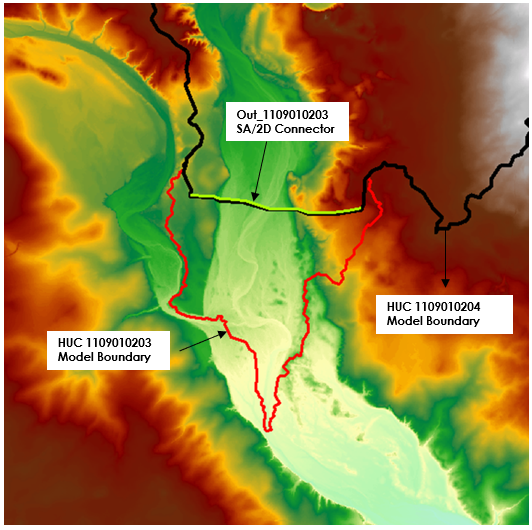 Out_1109010203
SA/2D Connector
HUC 1109010204
Model Boundary
HUC 1109010203
Model Boundary